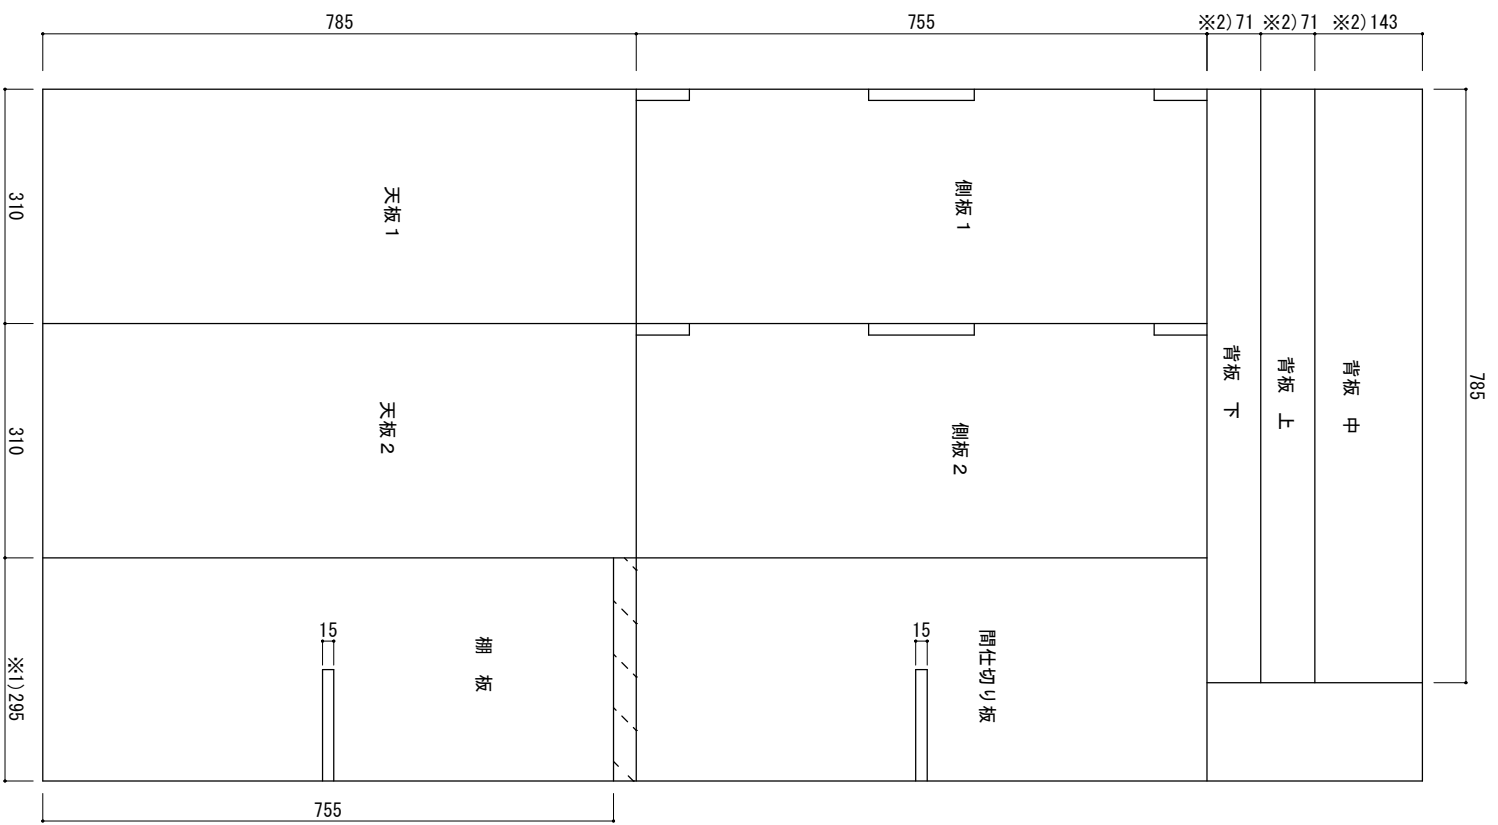 785
755
※2)71
※2)71
※2)143
310
天板1
側板1
785
背板 下
背板 上
背板 中
310
天板2
側板2
※1)295
15
棚 板
15
間仕切り板
755